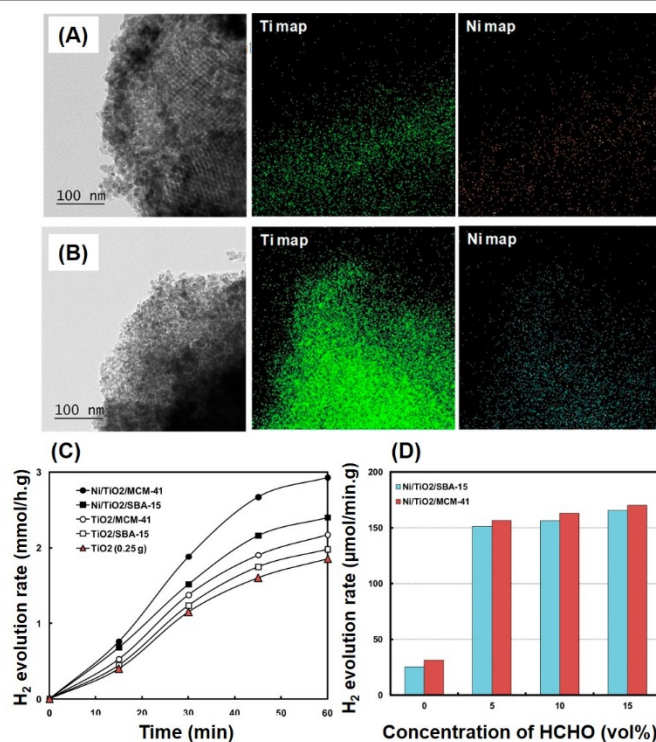 (A)
Ti map
Ni map
100 nm
(B)
Ti map
Ni map
100 nm
(C)
H2 evolution rate (mmol/h.g)
3
2
1
0
Ni/TiO2/MCM-41
Ni/TiO2/SBA-15
TiO2/MCM-41
TiO2/SBA-15
TiO2 (0.25 g)
0 10 20 30 40 50 60
Time (min)
(D)
H2 evolution rate (µmol/min.g)
200
150
100
50
0
Ni/TiO2/SBA-15
Ni/TiO2/MCM-41
0 5 10 15
Concentration of HCHO (vol%)